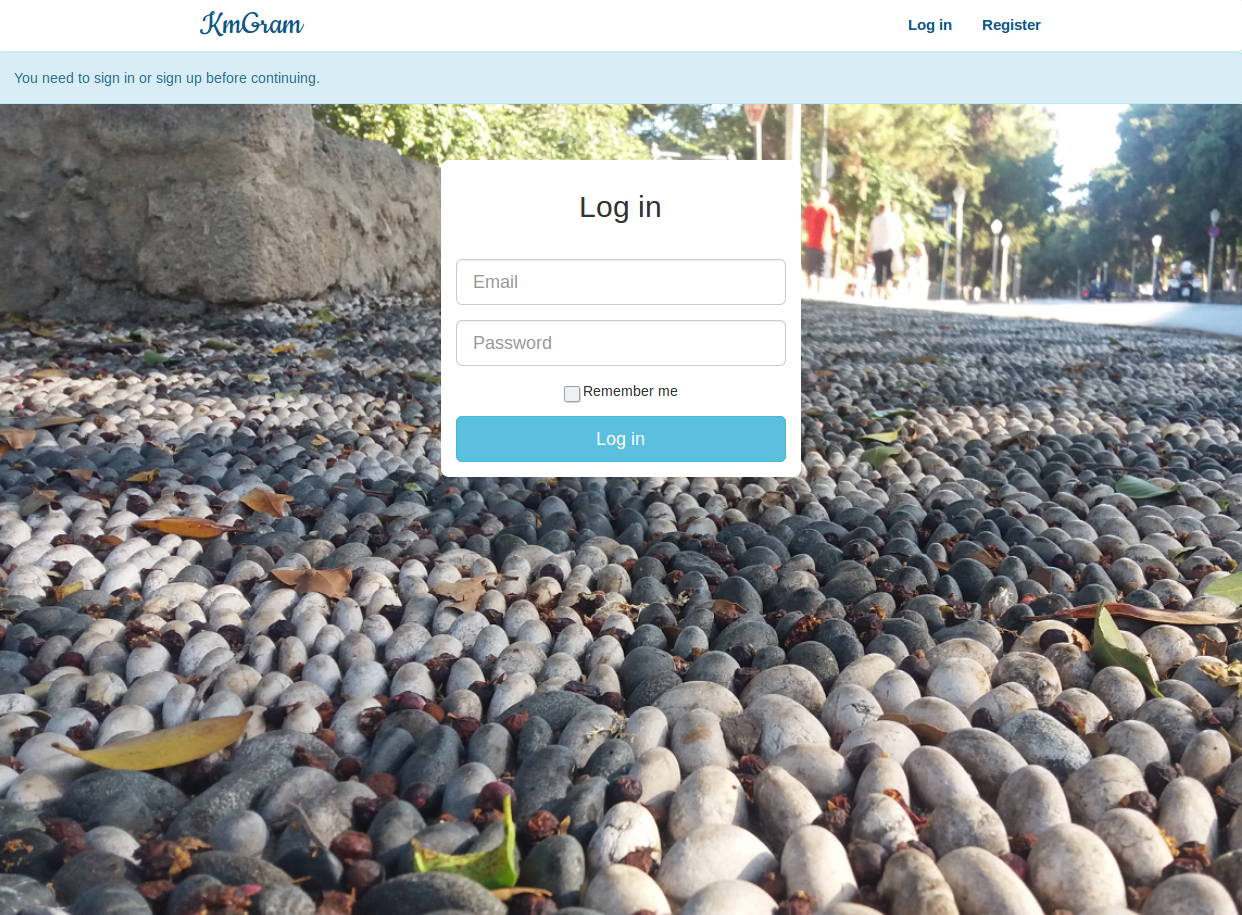 KmGram
Log in
Register
You need to sign in or sign up before continuing.
Log in
Email
Password
Remember me
Log in